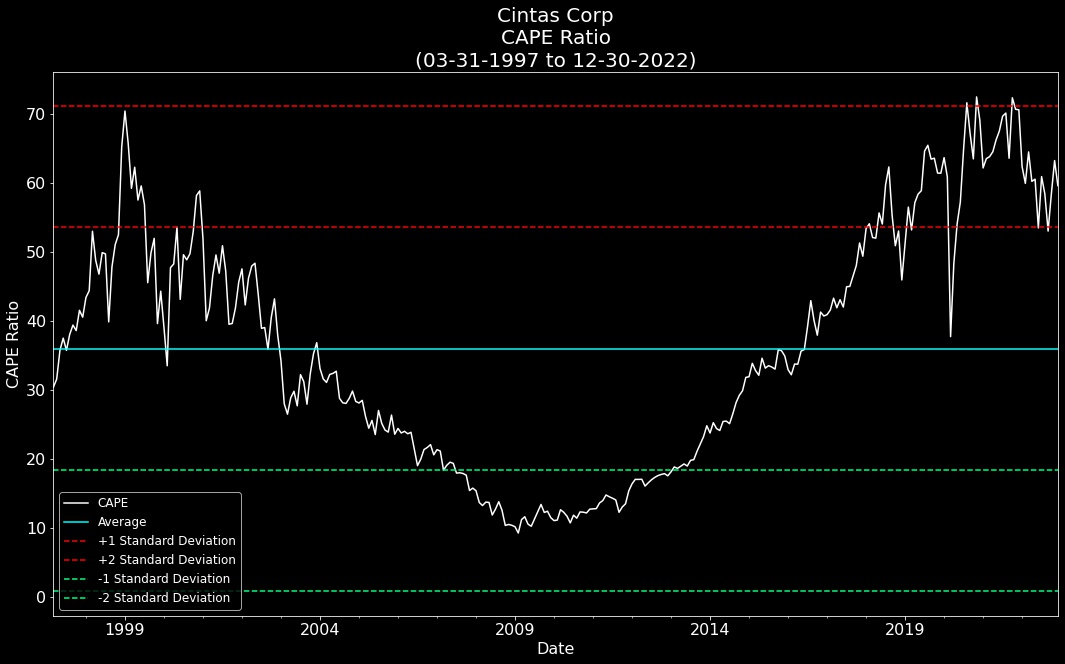 Cintas Corp
CAPE Ratio
(03-31-1997 to 12-30-2022)
CAPE Ratio
70
60
50
40
30
20
10
0
CAPE
Average
+1 Standard Deviation
+2 Standard Deviation
-1 Standard Deviation
-2 Standard Deviation
1999 2004 2009 2014 2019
Date